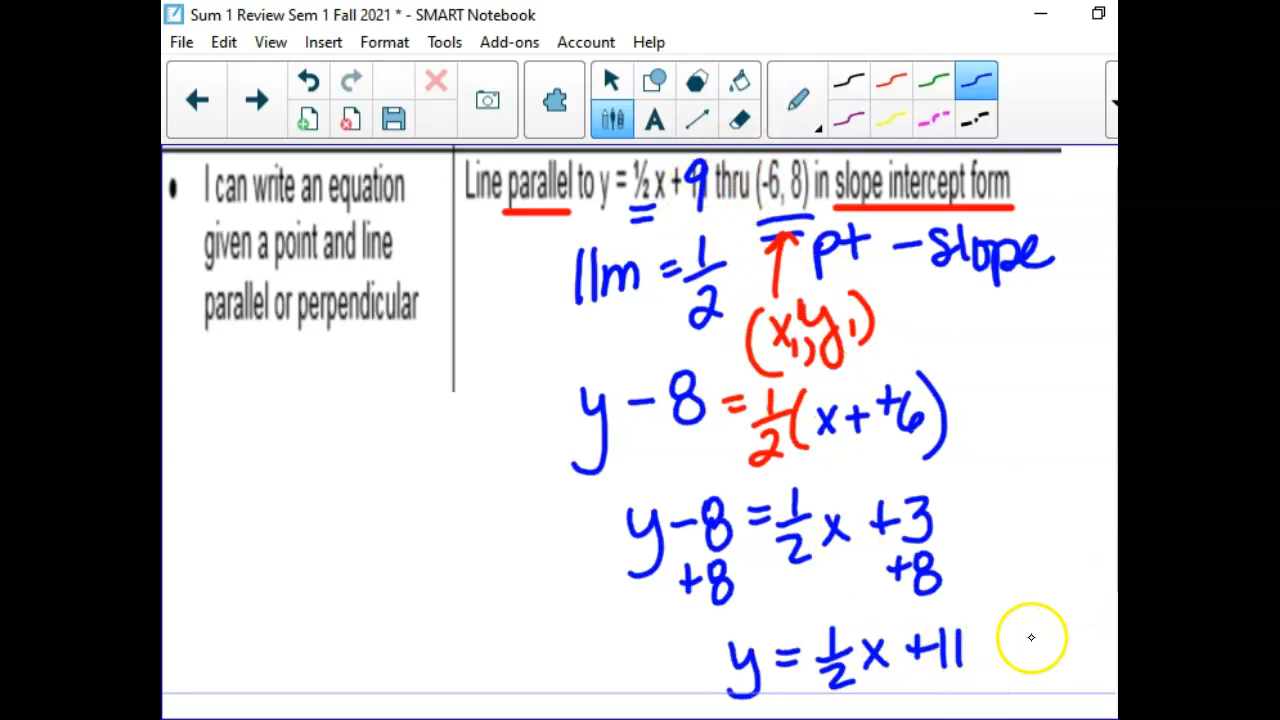 Sum 1 Review Sem 1 Fall 2021 * - SMART Notebook
File Edit View Insert Format Tools Add-ons Account Help
• I can write an equation
given a point and line
parallel or perpendicular
Line parallel to y = ½ x + 9 thru (-6, 8) in slope intercept form
||m = 1/2
pt - slope
(x₁, y₁)
y - 8 = 1/2 (x + +6)
y - 8 = 1/2 x + 3
+8 +8
y = 1/2 x + 11